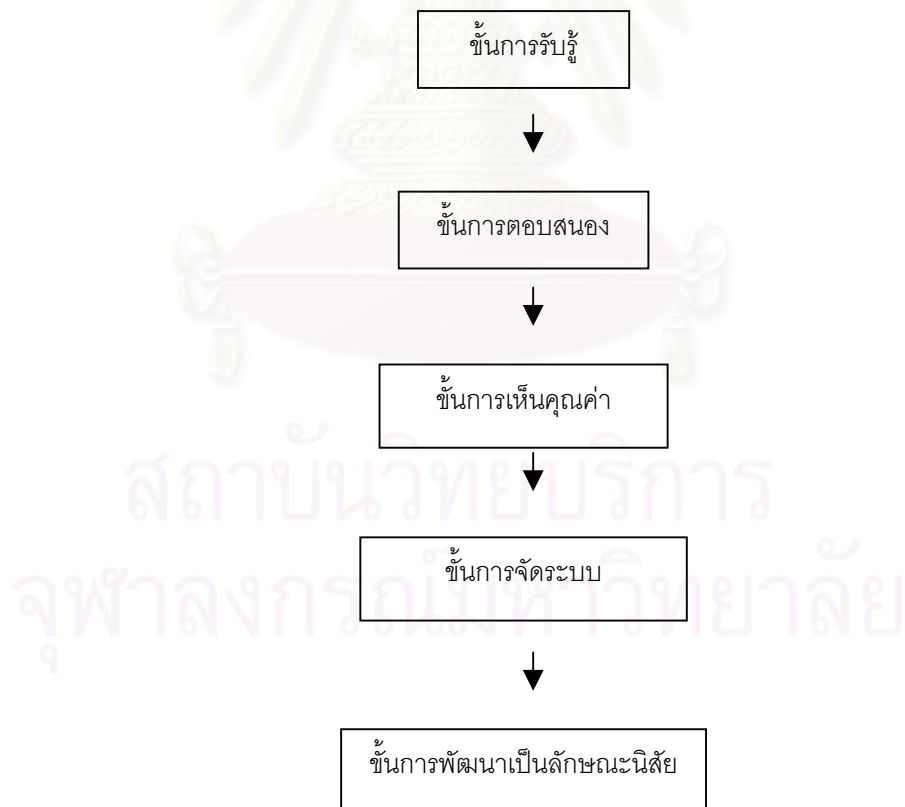 ขั้นการรับรู้
ขั้นการตอบสนอง
ขั้นการเห็นคุณค่า
สถาบันวิทยบริการ
ขั้นการจัดระบบ
จุฬาลงกรณ์มหาวิทยาลัย
ขั้นการพัฒนาเป็นลักษณะนิสัย